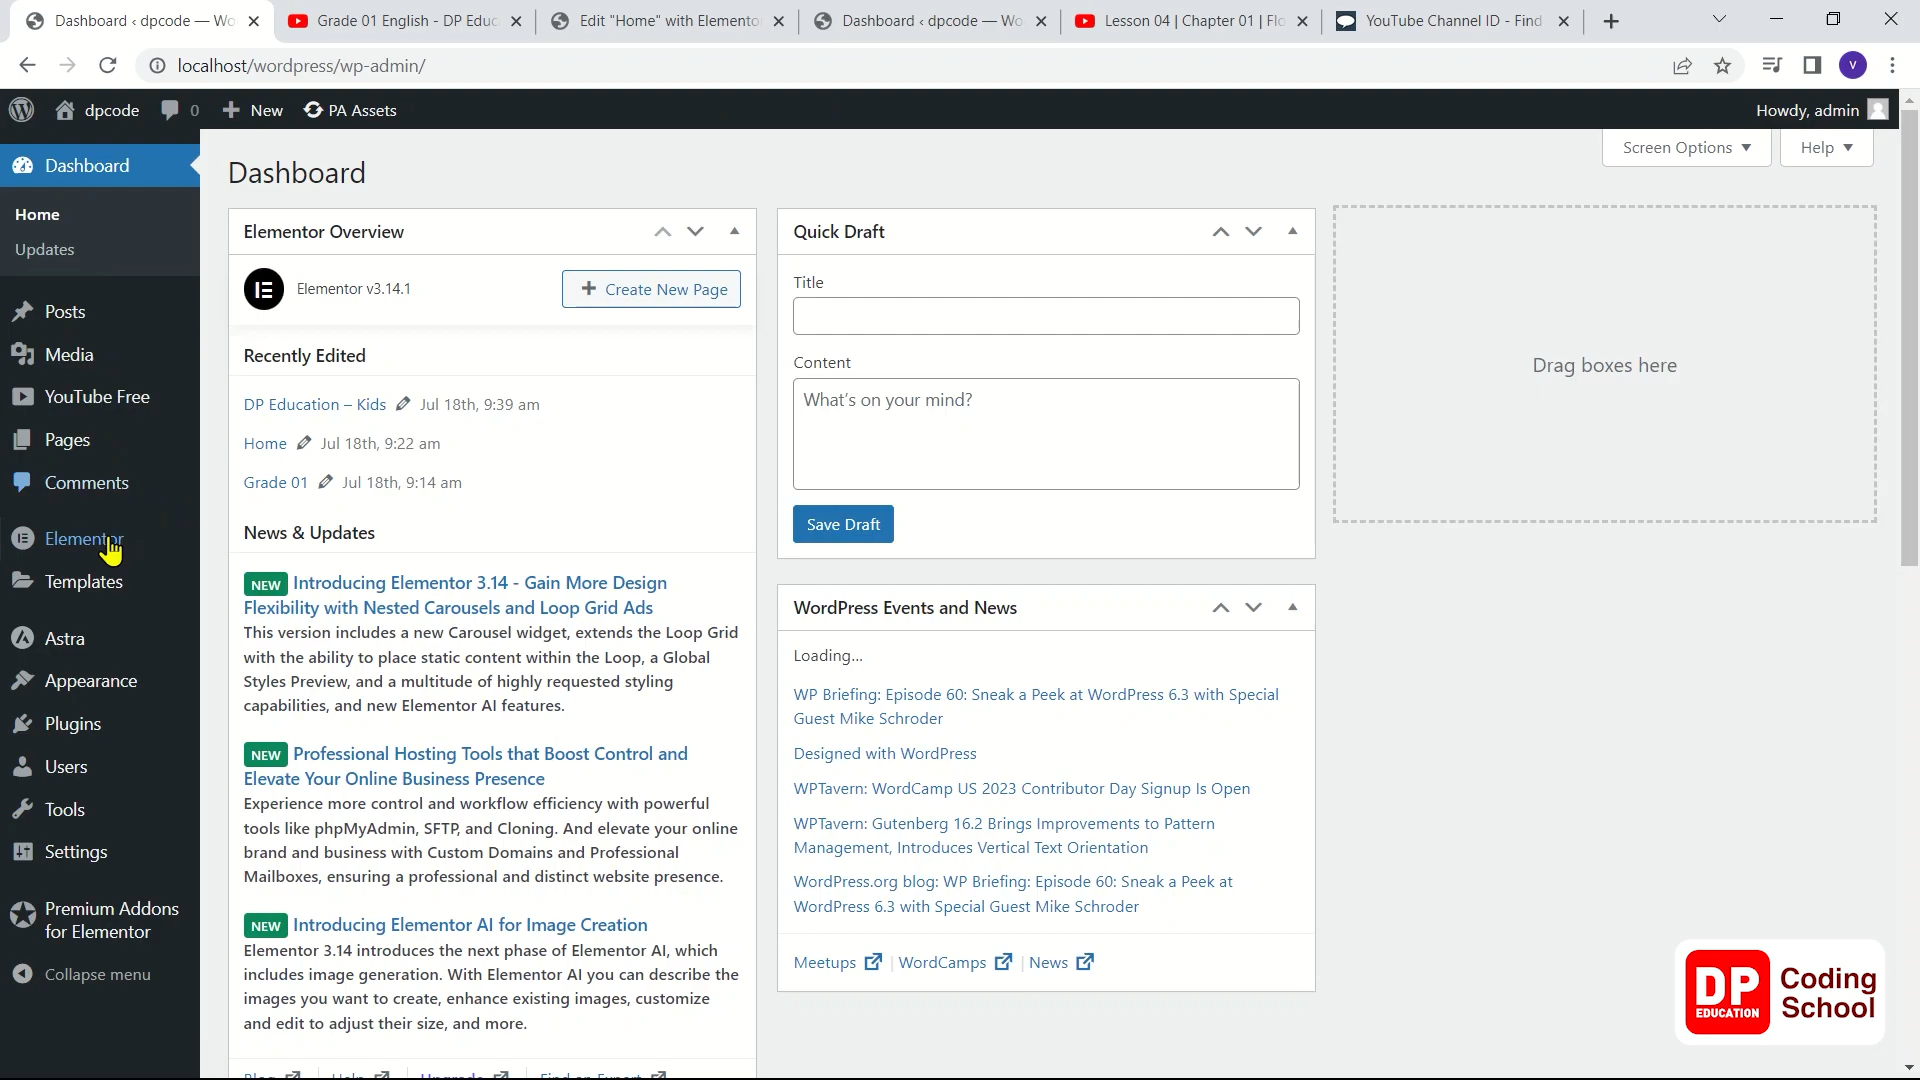 Dashboard ‹ dpcode — Wo
Grade 01 English - DP Educ
Edit "Home" with Elemento
Dashboard ‹ dpcode — Wo
Lesson 04 | Chapter 01 | Flo
YouTube Channel ID - Find
localhost/wordpress/wp-admin/
V
dpcode
0
New
PA Assets
Howdy, admin
Dashboard
Home
Updates
Posts
Media
YouTube Free
Pages
Comments
Elementor
Templates
Astra
Appearance
Plugins
Users
Tools
Settings
Premium Addons
for Elementor
Collapse menu
Screen Options
Help
Dashboard
Elementor Overview
Elementor v3.14.1
Create New Page
Recently Edited
DP Education – Kids Jul 18th, 9:39 am
Home Jul 18th, 9:22 am
Grade 01 Jul 18th, 9:14 am
News & Updates
NEW Introducing Elementor 3.14 - Gain More Design
Flexibility with Nested Carousels and Loop Grid Ads
This version includes a new Carousel widget, extends the Loop Grid
with the ability to place static content within the Loop, a Global
Styles Preview, and a multitude of highly requested styling
capabilities, and new Elementor AI features.
NEW Professional Hosting Tools that Boost Control and
Elevate Your Online Business Presence
Experience more control and workflow efficiency with powerful
tools like phpMyAdmin, SFTP, and Cloning. And elevate your online
brand and business with Custom Domains and Professional
Mailboxes, ensuring a professional and distinct website presence.
NEW Introducing Elementor AI for Image Creation
Elementor 3.14 introduces the next phase of Elementor AI, which
includes image generation. With Elementor AI you can describe the
images you want to create, enhance existing images, customize
and edit to adjust their size, and more.
Quick Draft
Title
Content
What's on your mind?
Save Draft
WordPress Events and News
Loading...
WP Briefing: Episode 60: Sneak a Peek at WordPress 6.3 with Special
Guest Mike Schroder
Designed with WordPress
WPTavern: WordCamp US 2023 Contributor Day Signup Is Open
WPTavern: Gutenberg 16.2 Brings Improvements to Pattern
Management, Introduces Vertical Text Orientation
WordPress.org blog: WP Briefing: Episode 60: Sneak a Peek at
WordPress 6.3 with Special Guest Mike Schroder
Meetups | WordCamps | News
Drag boxes here
DP
EDUCATION
Coding
School